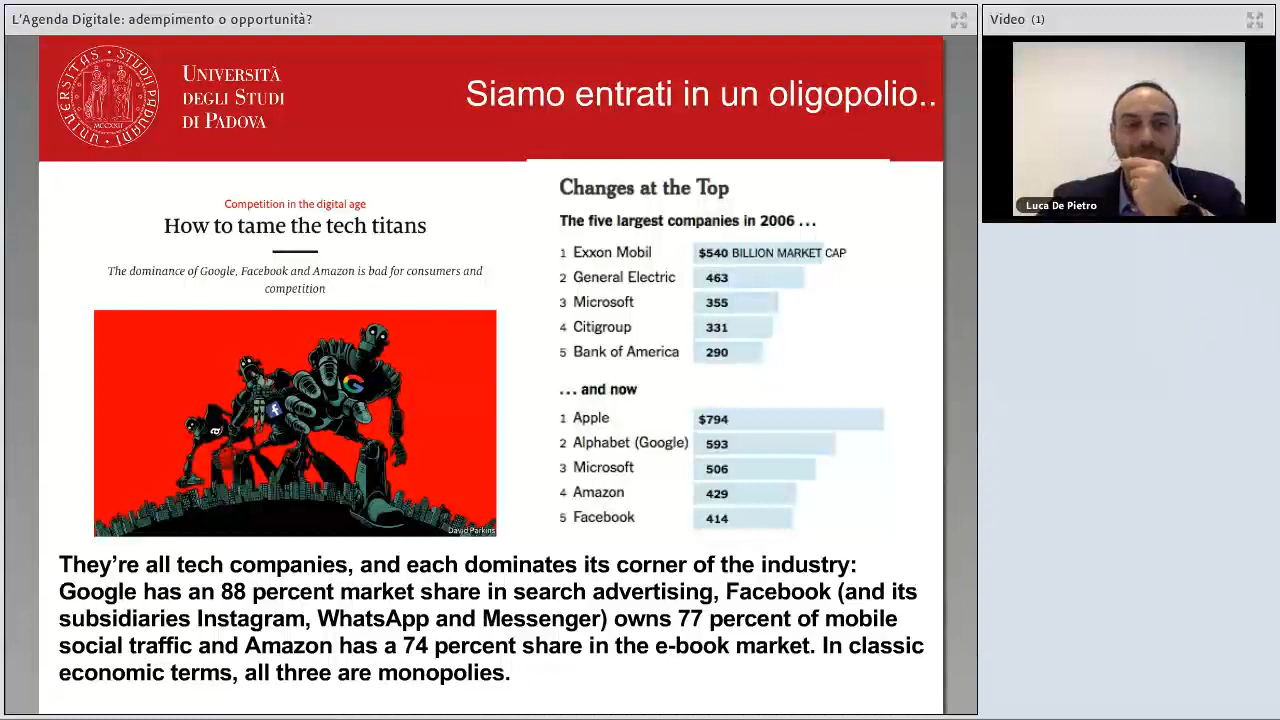 L'Agenda Digitale: adempimento o opportunità?
Video (1)
UNIVERSITÀ
DEGLI STUDI
DI PADOVA
Siamo entrati in un oligopolio..
Luca De Pietro
Competition in the digital age
How to tame the tech titans
The dominance of Google, Facebook and Amazon is bad for consumers and
competition
David Parkins
Changes at the Top
The five largest companies in 2006 ...
1 Exxon Mobil $540 BILLION MARKET CAP
2 General Electric 463
3 Microsoft 355
4 Citigroup 331
5 Bank of America 290
... and now
1 Apple $794
2 Alphabet (Google) 593
3 Microsoft 506
4 Amazon 429
5 Facebook 414
They're all tech companies, and each dominates its corner of the industry:
Google has an 88 percent market share in search advertising, Facebook (and its
subsidiaries Instagram, WhatsApp and Messenger) owns 77 percent of mobile
social traffic and Amazon has a 74 percent share in the e-book market. In classic
economic terms, all three are monopolies.